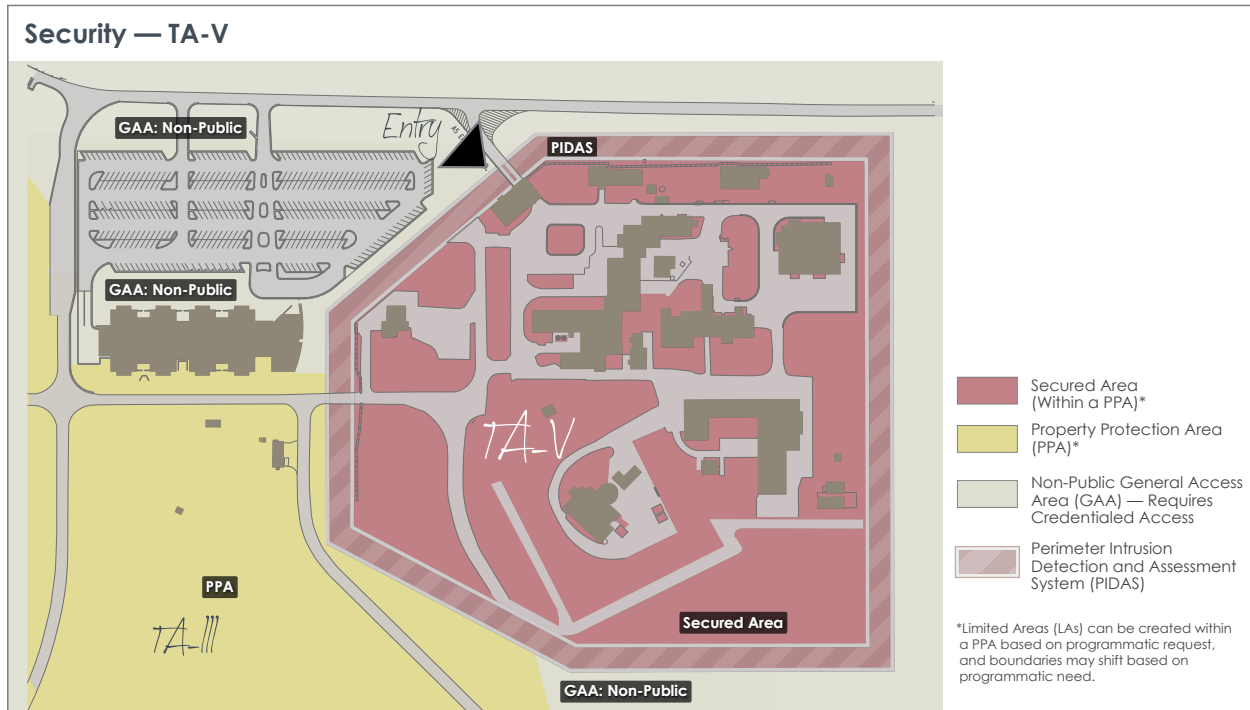 Security — TA-V
GAA: Non-Public
Entry
PIDAS
GAA: Non-Public
TA-V
PPA
TA-III
Secured Area
GAA: Non-Public
Secured Area
(Within a PPA)*
Property Protection Area
(PPA)*
Non-Public General Access
Area (GAA) — Requires
Credentialed Access
Perimeter Intrusion
Detection and Assessment
System (PIDAS)
*Limited Areas (LAs) can be created within
a PPA based on programmatic request,
and boundaries may shift based on
programmatic need.